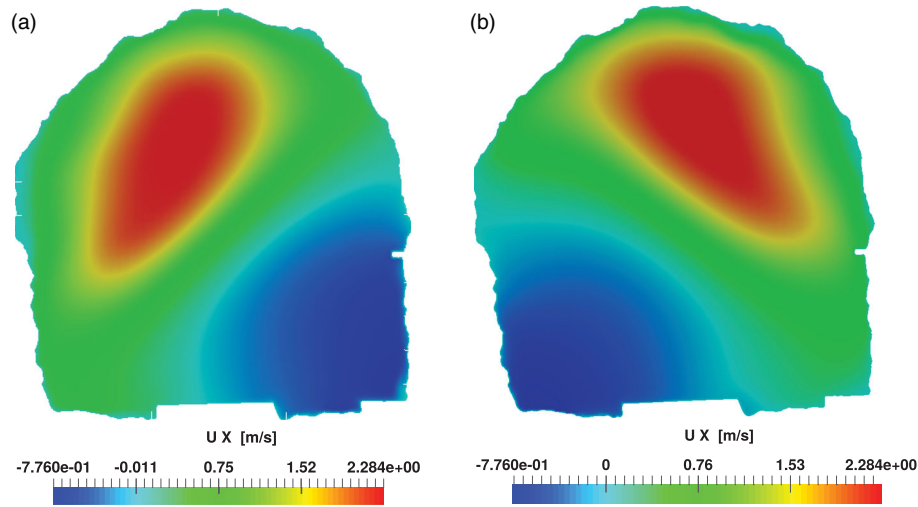 (a)
(b)
U X [m/s]
-7.760e-01 -0.011 0.75 1.52 2.284e+00
U X [m/s]
-7.760e-01 0 0.76 1.53 2.284e+00